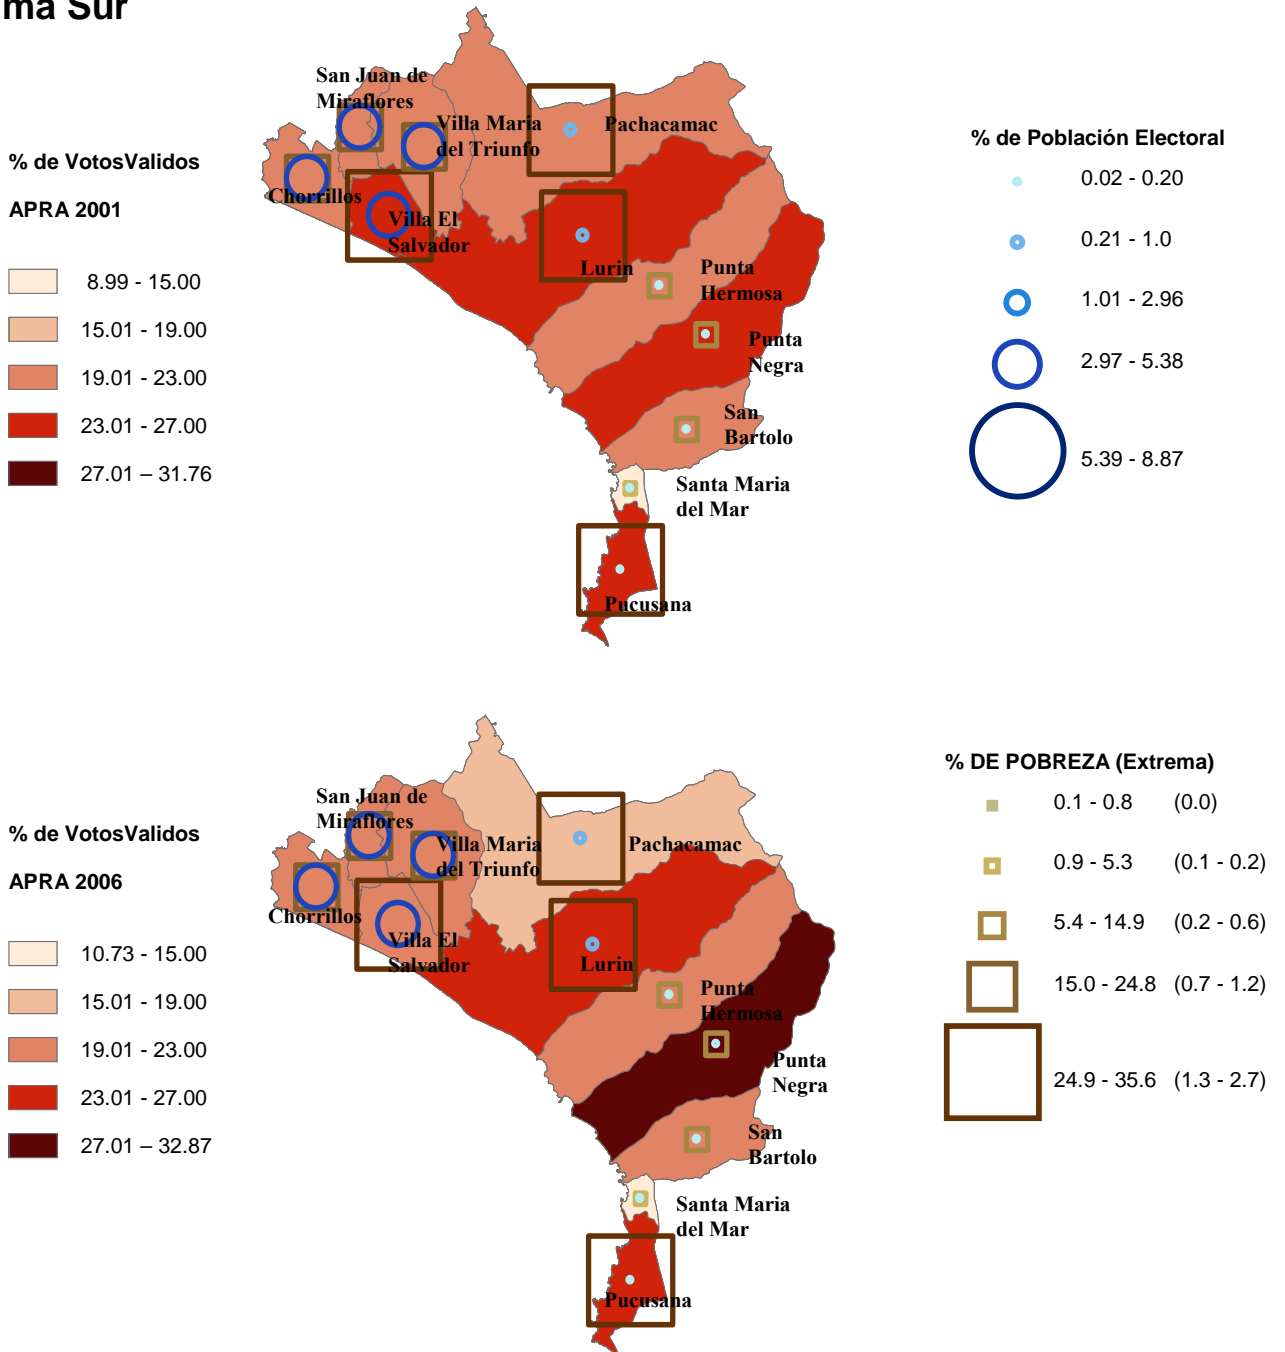 ma Sur
San Juan de
Miraflores
Villa Maria
del Triunfo
Pachacamac
Chorrillos
Villa El
Salvador
Lurin
Punta
Hermosa
Punta
Negra
San
Bartolo
Santa Maria
del Mar
Pucusana
% de VotosValidos
APRA 2001
8.99 - 15.00
15.01 - 19.00
19.01 - 23.00
23.01 - 27.00
27.01 – 31.76
% de Población Electoral
0.02 - 0.20
0.21 - 1.0
1.01 - 2.96
2.97 - 5.38
5.39 - 8.87
San Juan de
Miraflores
Villa Maria
del Triunfo
Pachacamac
Chorrillos
Villa El
Salvador
Lurin
Punta
Hermosa
Punta
Negra
San
Bartolo
Santa Maria
del Mar
Pucusana
% de VotosValidos
APRA 2006
10.73 - 15.00
15.01 - 19.00
19.01 - 23.00
23.01 - 27.00
27.01 – 32.87
% DE POBREZA (Extrema)
0.1 - 0.8 (0.0)
0.9 - 5.3 (0.1 - 0.2)
5.4 - 14.9 (0.2 - 0.6)
15.0 - 24.8 (0.7 - 1.2)
24.9 - 35.6 (1.3 - 2.7)